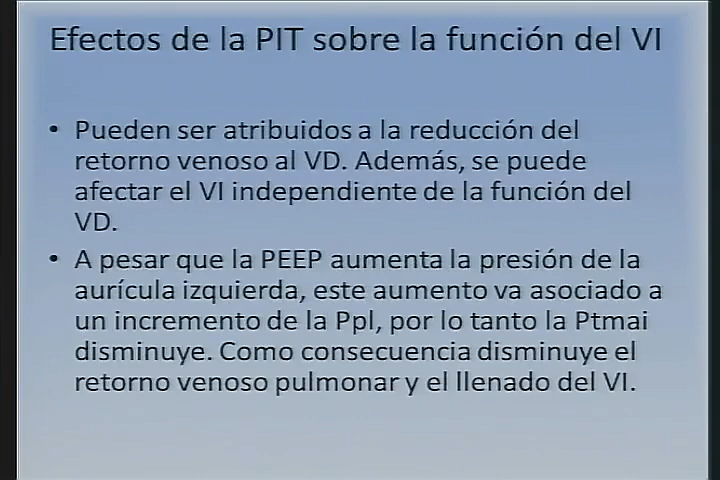 Efectos de la PIT sobre la función del VI
• Pueden ser atribuidos a la reducción del
retorno venoso al VD. Además, se puede
afectar el VI independiente de la función del
VD.
• A pesar que la PEEP aumenta la presión de la
aurícula izquierda, este aumento va asociado a
un incremento de la Ppl, por lo tanto la Ptmai
disminuye. Como consecuencia disminuye el
retorno venoso pulmonar y el llenado del VI.